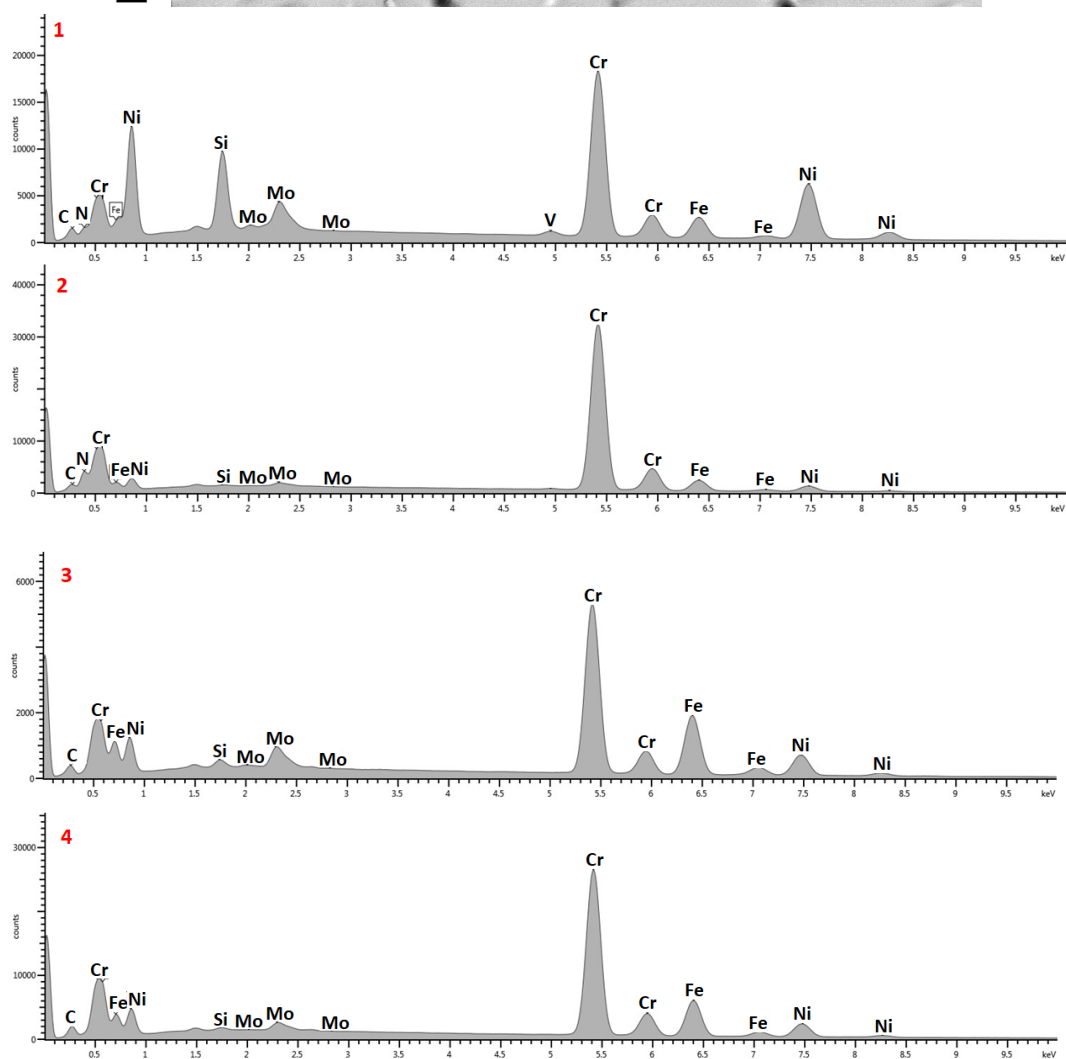 1
20000
15000
10000
5000
0
counts
C N Cr Fe Ni Si Mo Mo Mo V Cr Cr Fe Fe Ni Ni
0.5 1 1.5 2 2.5 3 3.5 4 4.5 5 5.5 6 6.5 7 7.5 8 8.5 9 9.5 keV
2
40000
30000
10000
0
counts
C N Cr Fe Ni Si Mo Mo Mo Cr Cr Fe Fe Ni Ni
0.5 1 1.5 2 2.5 3 3.5 4 4.5 5 5.5 6 6.5 7 7.5 8 8.5 9 9.5 keV
3
6000
2000
0
counts
C Cr Fe Ni Si Mo Mo Mo Cr Cr Fe Fe Ni Ni
0.5 1 1.5 2 2.5 3 3.5 4 4.5 5 5.5 6 6.5 7 7.5 8 8.5 9 9.5 keV
4
30000
10000
0
counts
C Cr Fe Ni Si Mo Mo Mo Cr Cr Fe Fe Ni Ni
0.5 1 1.5 2 2.5 3 3.5 4 4.5 5 5.5 6 6.5 7 7.5 8 8.5 9 9.5 keV